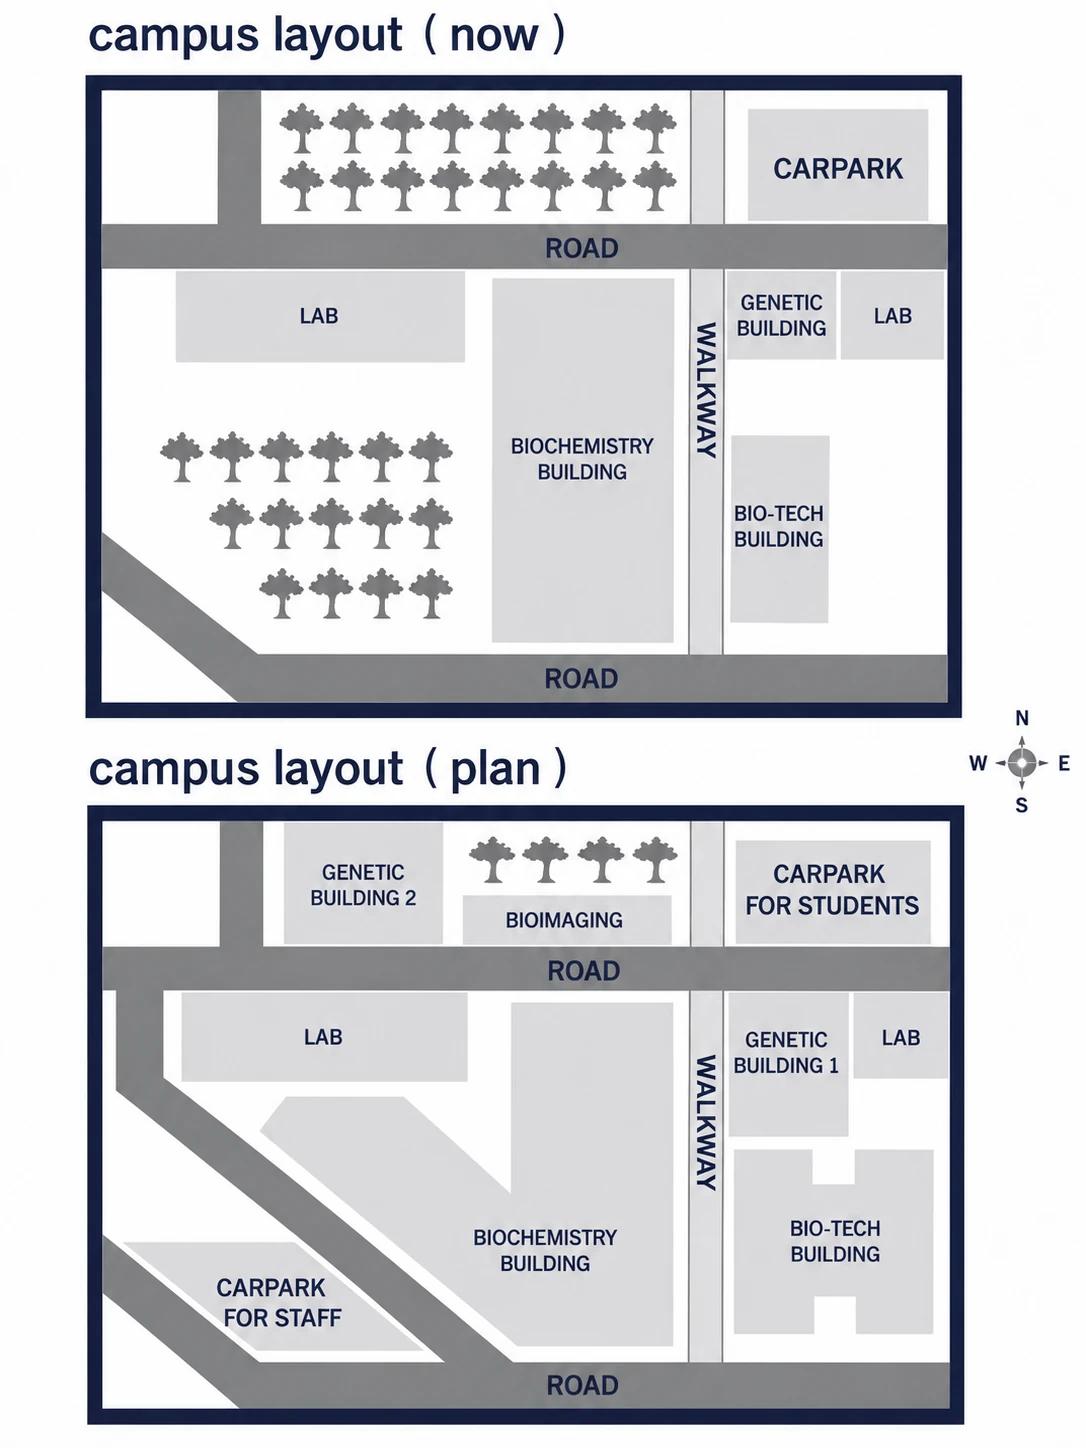 campus layout ( now )
CARPARK
ROAD
LAB
GENETIC
BUILDING
LAB
WALKWAY
BIOCHEMISTRY
BUILDING
BIO-TECH
BUILDING
ROAD
N
W E
S
campus layout ( plan )
GENETIC
BUILDING 2
BIOIMAGING
CARPARK
FOR STUDENTS
ROAD
LAB
GENETIC
BUILDING 1
LAB
WALKWAY
BIOCHEMISTRY
BUILDING
BIO-TECH
BUILDING
CARPARK
FOR STAFF
ROAD